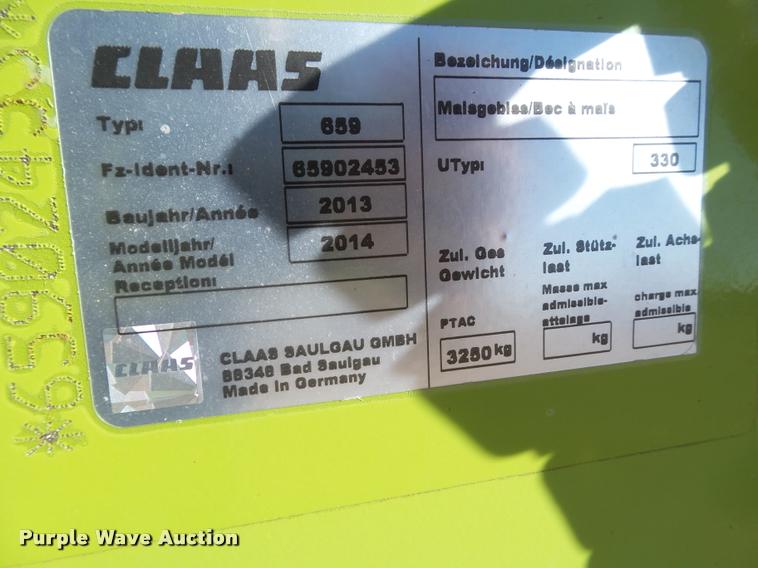 CLAAS
Typ: 659
Fz-Ident-Nr.: 65902453
Baujahr/Année 2013
Modelljahr/
Année Modél 2014
Reception:
CLAAS
CLAAS SAULGAU GMBH
88348 Bad Saulgau
Made in Germany
Bezeichung/Désignation
Maisgebiss/Bec à maïs
UTyp: 330
Zul. Ges
Gewicht
PTAC
3250 kg
Zul. Stütz-
last
Masse max
admissible-
attelage
kg
Zul. Achs-
last
charge max
admissible
kg
*65902453
Purple Wave Auction